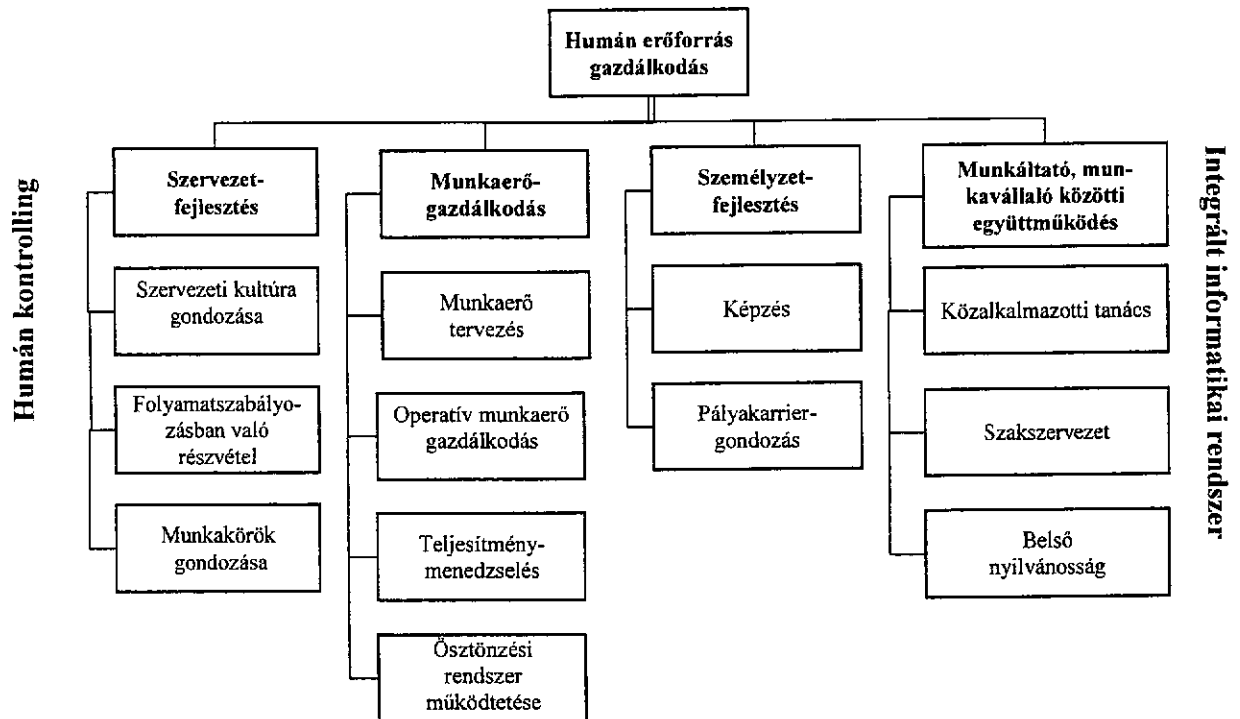 Humán erőforrás
gazdálkodás
Humán kontrolling
Szervezet-
fejlesztés
Szervezeti kultúra
gondozása
Folyamatszabályo-
zásban való
részvétel
Munkakörök
gondozása
Munkaerő-
gazdálkodás
Munkaerő
tervezés
Operatív munkaerő
gazdálkodás
Teljesítmény-
menedzselés
Ösztönzési
rendszer
működtetése
Személyzet-
fejlesztés
Képzés
Pályakarrier-
gondozás
Munkáltató, mun-
kavállaló közötti
együttműködés
Közalkalmazotti tanács
Szakszervezet
Belső
nyilvánosság
Integrált informatikai rendszer